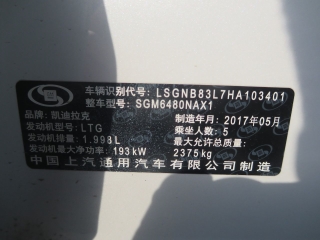 车辆识别代号: LSGNB83L7HA103401
整车型号: SGM6480NAX1
品牌: 凯迪拉克
制造年月: 2017年05月
发动机型号: LTG
乘坐人数: 5
发动机排量: 1.998L
最大允许总质量:
发动机最大净功率: 193kW
2375kg
中国上汽通用汽车有限公司制造